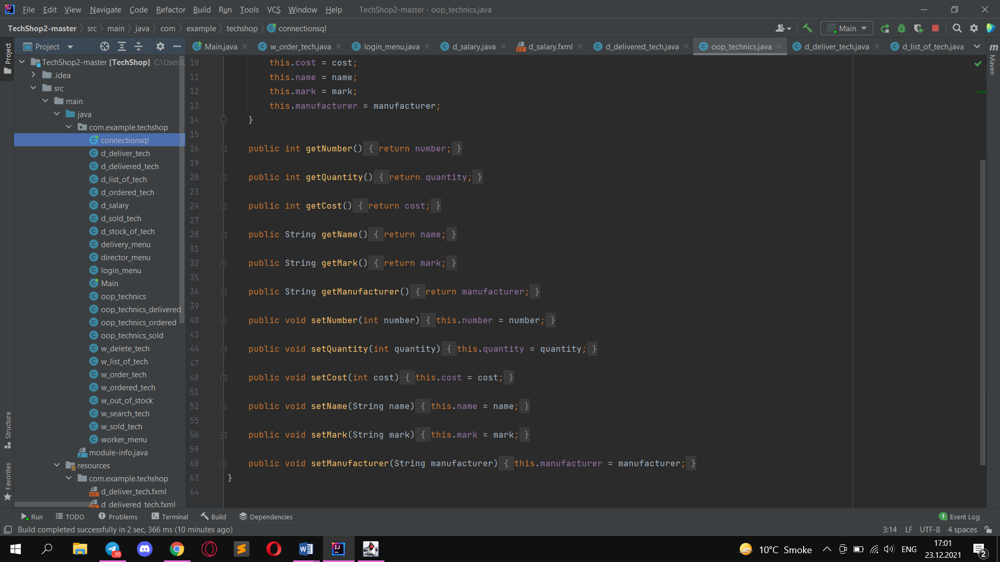 File Edit View Navigate Code Refactor Build Run Tools VCS Window Help TechShop2-master - oop_technics.java
TechShop2-master src main java com example techshop connectionsql Main
Project
Main.java w_order_tech.java login_menu.java d_salary.java d_salary.fxml d_delivered_tech.java oop_technics.java d_deliver_tech.java d_list_of_tech.java
Project
Structure
Favorites
TechShop2-master [TechShop] C:\Users\
.idea
src
main
java
com.example.techshop
connectionsql
d_deliver_tech
d_delivered_tech
d_list_of_tech
d_ordered_tech
d_salary
d_sold_tech
d_stock_of_tech
delivery_menu
director_menu
login_menu
Main
oop_technics
oop_technics_delivered
oop_technics_ordered
oop_technics_sold
w_delete_tech
w_list_of_tech
w_order_tech
w_ordered_tech
w_out_of_stock
w_search_tech
w_sold_tech
worker_menu
module-info.java
resources
com.example.techshop
d_deliver_tech.fxml
d_delivered_tech.fxml
10 this.cost = cost;
11 this.name = name;
12 this.mark = mark;
13 this.manufacturer = manufacturer;
14 }
15
16 public int getNumber() { return number; }
19
20 public int getQuantity() { return quantity; }
23
24 public int getCost() { return cost; }
27
28 public String getName() { return name; }
31
32 public String getMark() { return mark; }
35
36 public String getManufacturer() { return manufacturer; }
39
40 public void setNumber(int number) { this.number = number; }
43
44 public void setQuantity(int quantity) { this.quantity = quantity; }
47
48 public void setCost(int cost) { this.cost = cost; }
51
52 public void setName(String name) { this.name = name; }
55
56 public void setMark(String mark) { this.mark = mark; }
59
60 public void setManufacturer(String manufacturer) { this.manufacturer = manufacturer; }
63 }
64
m Maven
Run TODO Problems Terminal Build Dependencies 1 Event Log
Build completed successfully in 2 sec, 366 ms (10 minutes ago) 3:14 LF UTF-8 4 spaces
..95
10°C Smoke ENG 17:01
23.12.2021
2